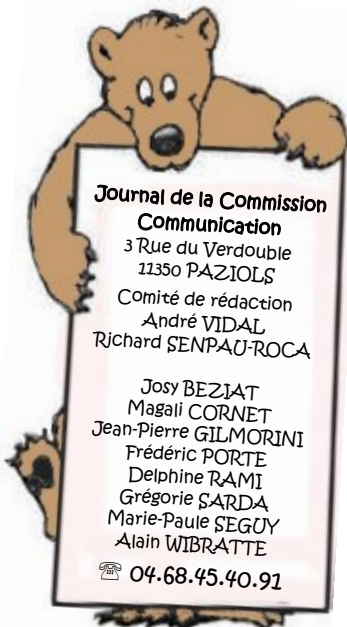 Journal de la Commission
Communication
3 Rue du Verdouble
11350 PAZIOLS
Comité de rédaction
André VIDAL
Richard SENPAU-ROCA
Josy BEZIAT
Magali CORNET
Jean-Pierre GILMORINI
Frédéric PORTE
Delphine RAMI
Grégorie SARDA
Marie-Paule SEGUY
Alain WIBRATTE
☏ 04.68.45.40.91